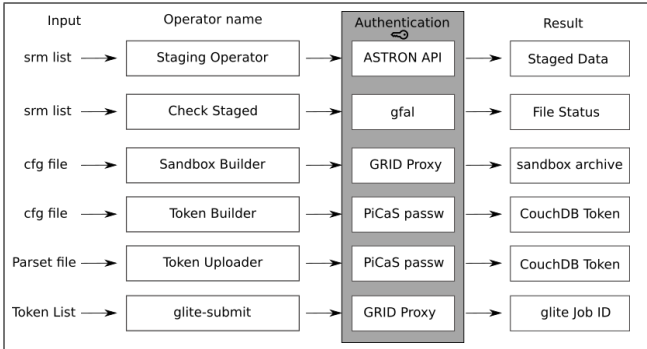 Input Operator name Authentication Result
srm list Staging Operator ASTRON API Staged Data
srm list Check Staged gfal File Status
cfg file Sandbox Builder GRID Proxy sandbox archive
cfg file Token Builder PiCaS passw CouchDB Token
Parset file Token Uploader PiCaS passw CouchDB Token
Token List glite-submit GRID Proxy glite Job ID